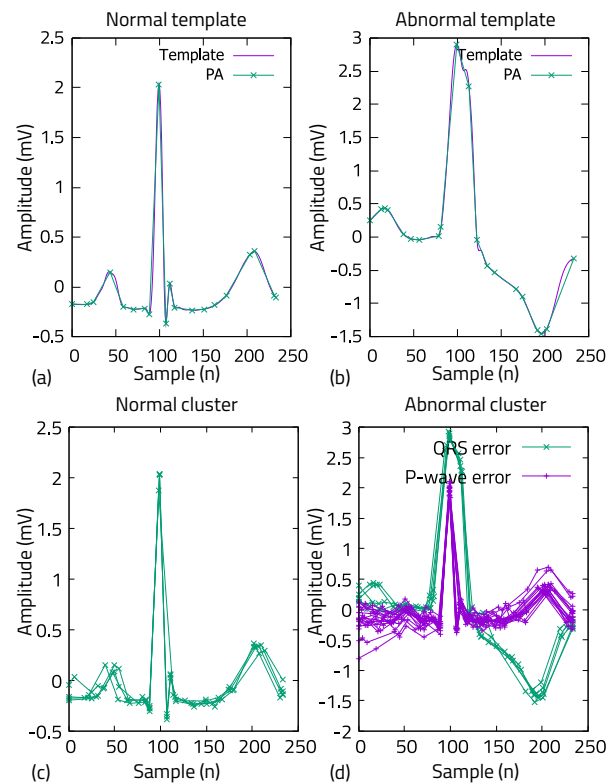 Normal template
Template
PA
Amplitude (mV)
2.5
2
1.5
1
0.5
0
-0.5
0
50
100
150
200
250
Sample (n)
(a)
Abnormal template
Template
PA
Amplitude (mV)
3
2.5
2
1.5
1
0.5
0
-0.5
-1
-1.5
0
50
100
150
200
250
Sample (n)
(b)
Normal cluster
Amplitude (mV)
2.5
2
1.5
1
0.5
0
-0.5
0
50
100
150
200
250
Sample (n)
(c)
Abnormal cluster
QRS error
P-wave error
Amplitude (mV)
3
2.5
2
1.5
1
0.5
0
-0.5
-1
-1.5
-2
0
50
100
150
200
250
Sample (n)
(d)